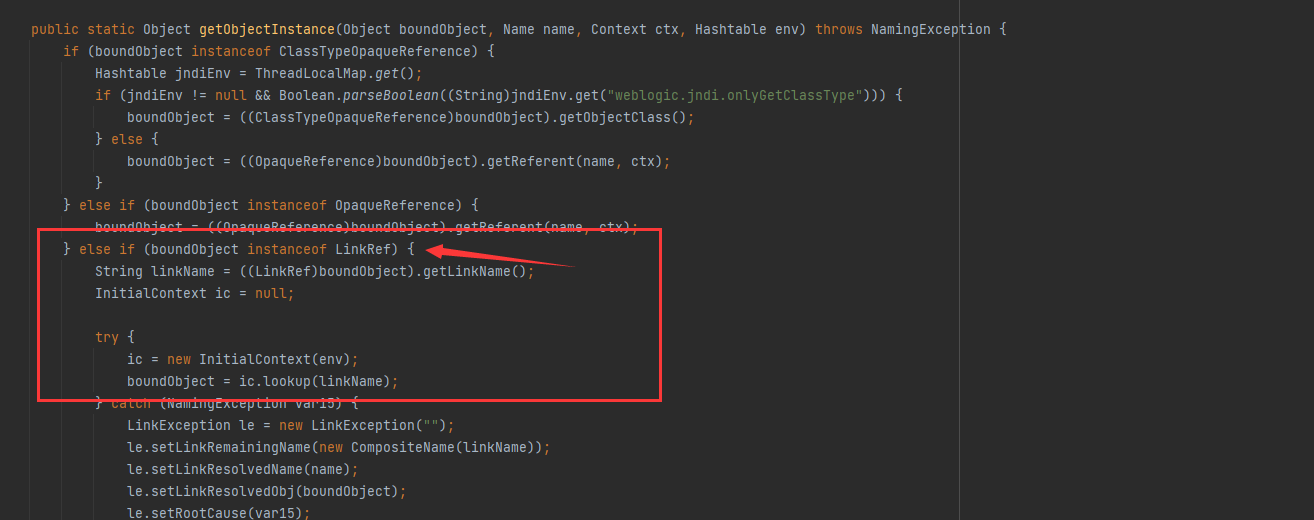 public static Object getObjectInstance(Object boundObject, Name name, Context ctx, Hashtable env) throws NamingException {
if (boundObject instanceof ClassTypeOpaqueReference) {
Hashtable jndiEnv = ThreadLocalMap.get();
if (jndiEnv != null && Boolean.parseBoolean((String)jndiEnv.get("weblogic.jndi.onlyGetClassType"))) {
boundObject = ((ClassTypeOpaqueReference)boundObject).getObjectClass();
} else {
boundObject = ((OpaqueReference)boundObject).getReferent(name, ctx);
}
} else if (boundObject instanceof OpaqueReference) {
boundObject = ((OpaqueReference)boundObject).getReferent(name, ctx);
} else if (boundObject instanceof LinkRef) {
String linkName = ((LinkRef)boundObject).getLinkName();
InitialContext ic = null;
try {
ic = new InitialContext(env);
boundObject = ic.lookup(linkName);
} catch (NamingException var15) {
LinkException le = new LinkException("");
le.setLinkRemainingName(new CompositeName(linkName));
le.setLinkResolvedName(name);
le.setLinkResolvedObj(boundObject);
le.setRootCause(var15);